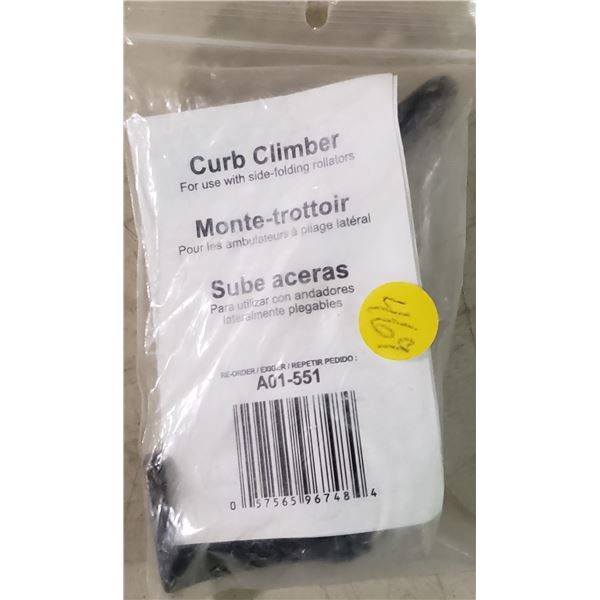 Curb Climber
For use with side-folding rollators
Monte-trottoir
Pour les ambulateurs à pliage latéral
Sube aceras
Para utilizar con andadores
lateralmente plegables
RE-ORDER / EXIGER / REPETIR PEDIDO :
A01-551
0 57565 96748 4